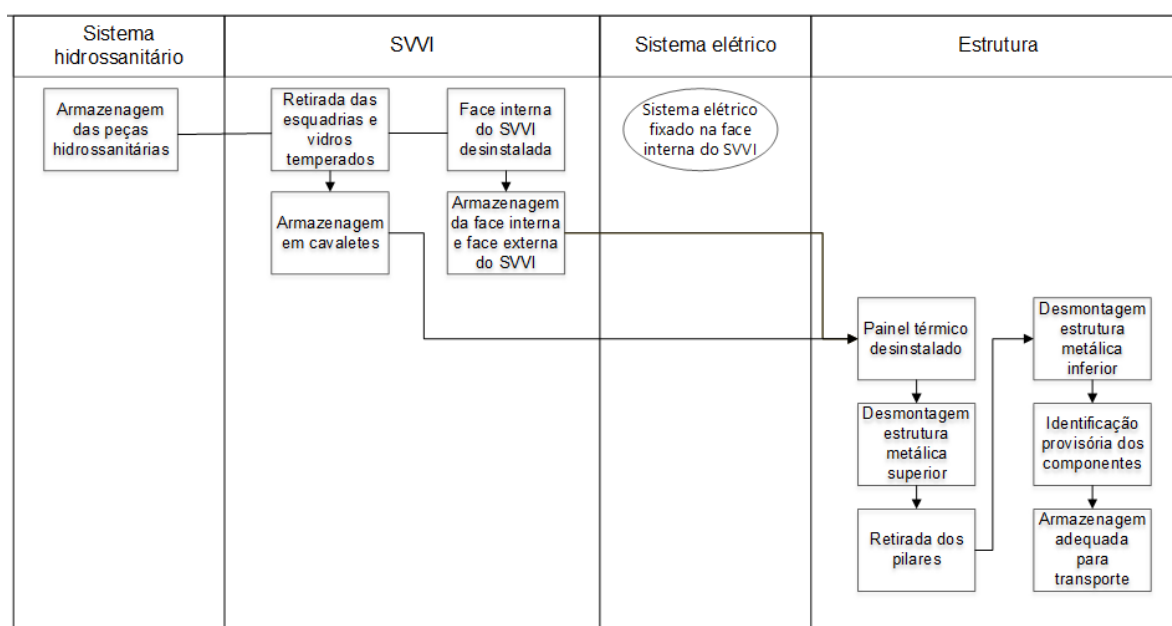 Sistema
hidrossanitário
SVVI
Sistema elétrico
Estrutura
Armazenagem
das peças
hidrossanitárias
Retirada das
esquadrias e
vidros
temperados
Face interna
do SVVI
desinstalada
Sistema elétrico
fixado na face
interna do SVVI
Armazenagem
em cavaletes
Armazenagem
da face interna
e face externa
do SVVI
Painel térmico
desinstalado
Desmontagem
estrutura
metálica
superior
Retirada dos
pilares
Desmontagem
estrutura
metálica
inferior
Identificação
provisória dos
componentes
Armazenagem
adequada
para
transporte